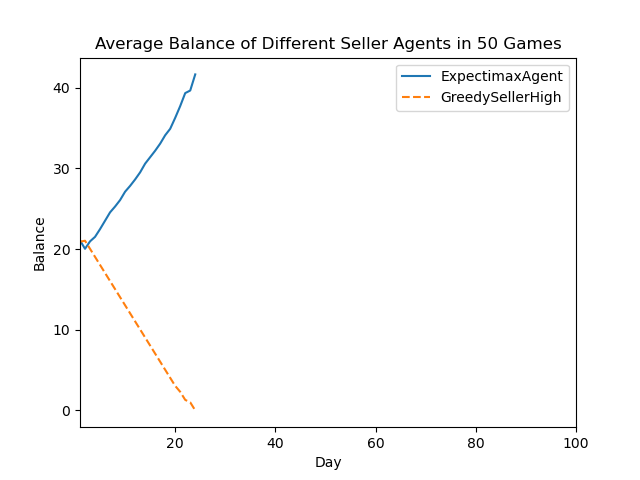 Average Balance of Different Seller Agents in 50 Games
ExpectimaxAgent
GreedySellerHigh
40
30
20
10
0
Balance
20 40 60 80 100
Day